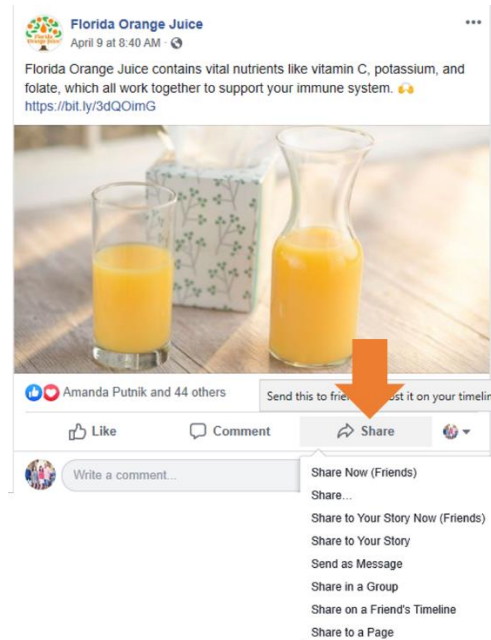 Florida Orange Juice
April 9 at 8:40 AM ·
Florida Orange Juice contains vital nutrients like vitamin C, potassium, and
folate, which all work together to support your immune system.
https://bit.ly/3dQOimG
Amanda Putnik and 44 others
Send this to frie ost it on your timelin
Like Comment Share
Write a comment...
Share Now (Friends)
Share...
Share to Your Story Now (Friends)
Share to Your Story
Send as Message
Share in a Group
Share on a Friend's Timeline
Share to a Page